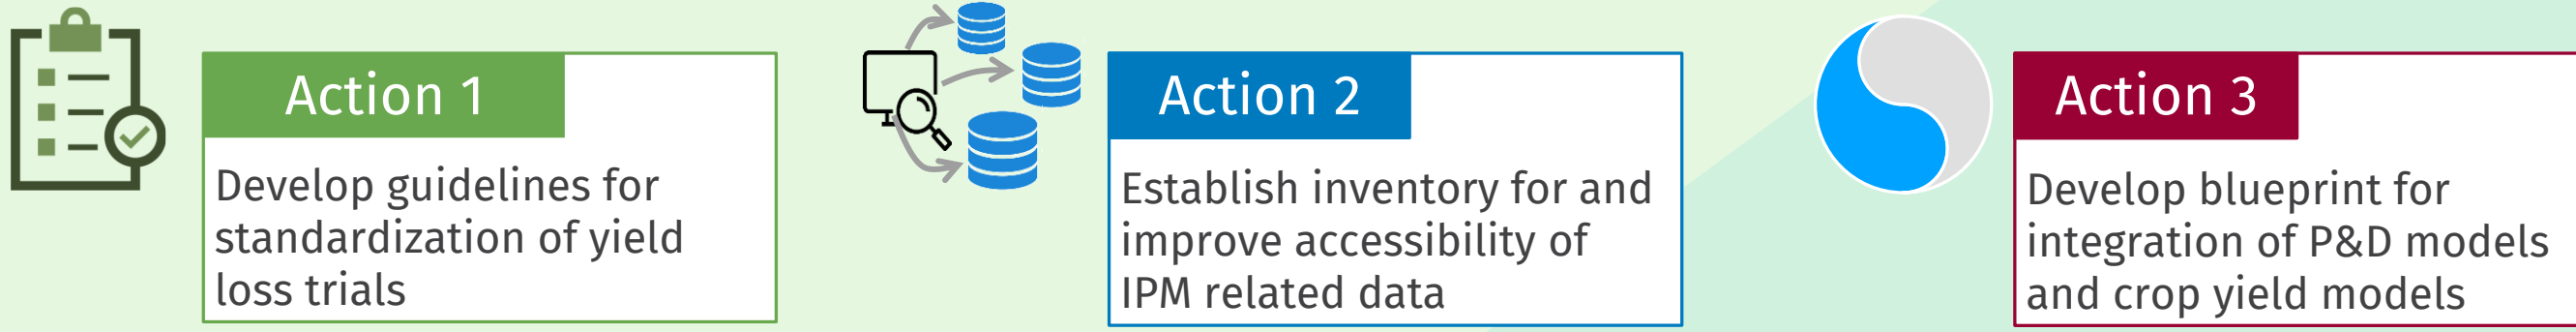 Action 1
Develop guidelines for
standardization of yield
loss trials
Action 2
Establish inventory for and
improve accessibility of
IPM related data
Action 3
Develop blueprint for
integration of P&D models
and crop yield models